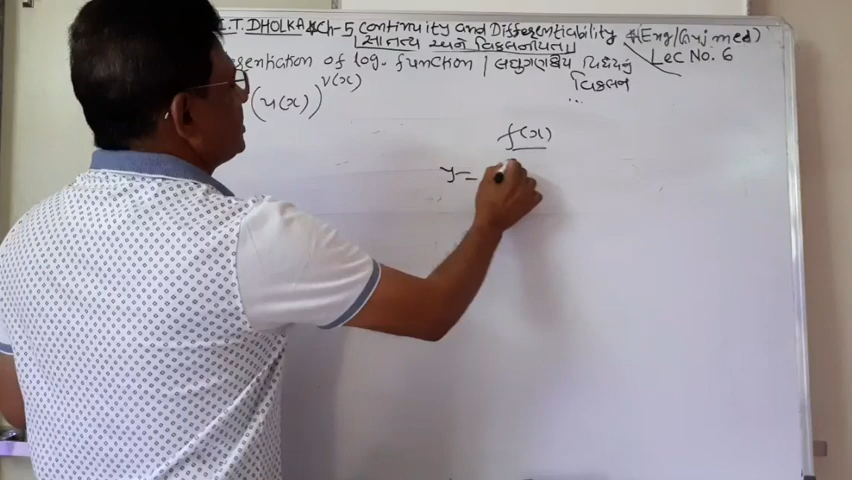 I.T. DHOLKA Ch-5 Continuity and Differentiability (Eng/Guj med)
સાતત્ય અને વિકલનીયતા Lec No. 6
erentiation of log. function / લઘુગણકીય વિધેયનું
વિકલન
...
(u(x))^v(x)
f(x)
y =